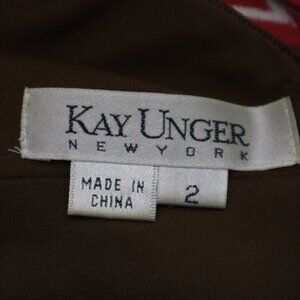 KAY UNGER
NEW YORK
MADE IN
CHINA
2